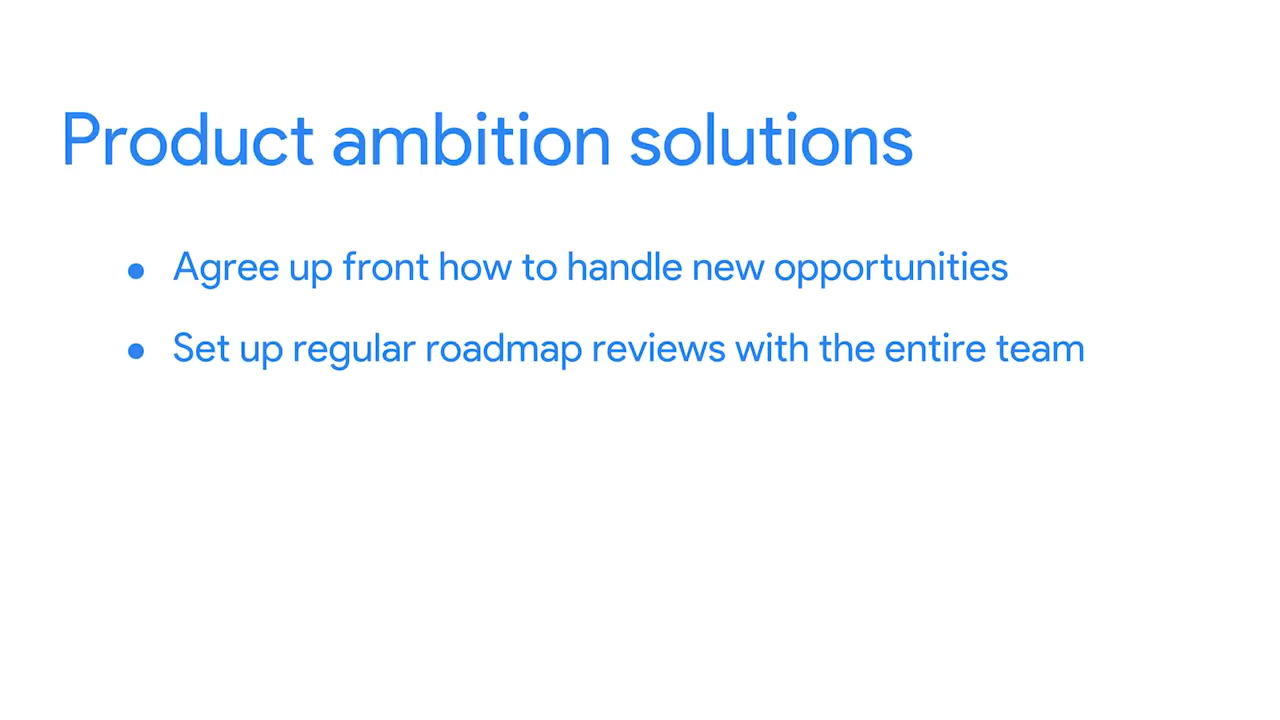 Product ambition solutions
● Agree up front how to handle new opportunities
● Set up regular roadmap reviews with the entire team